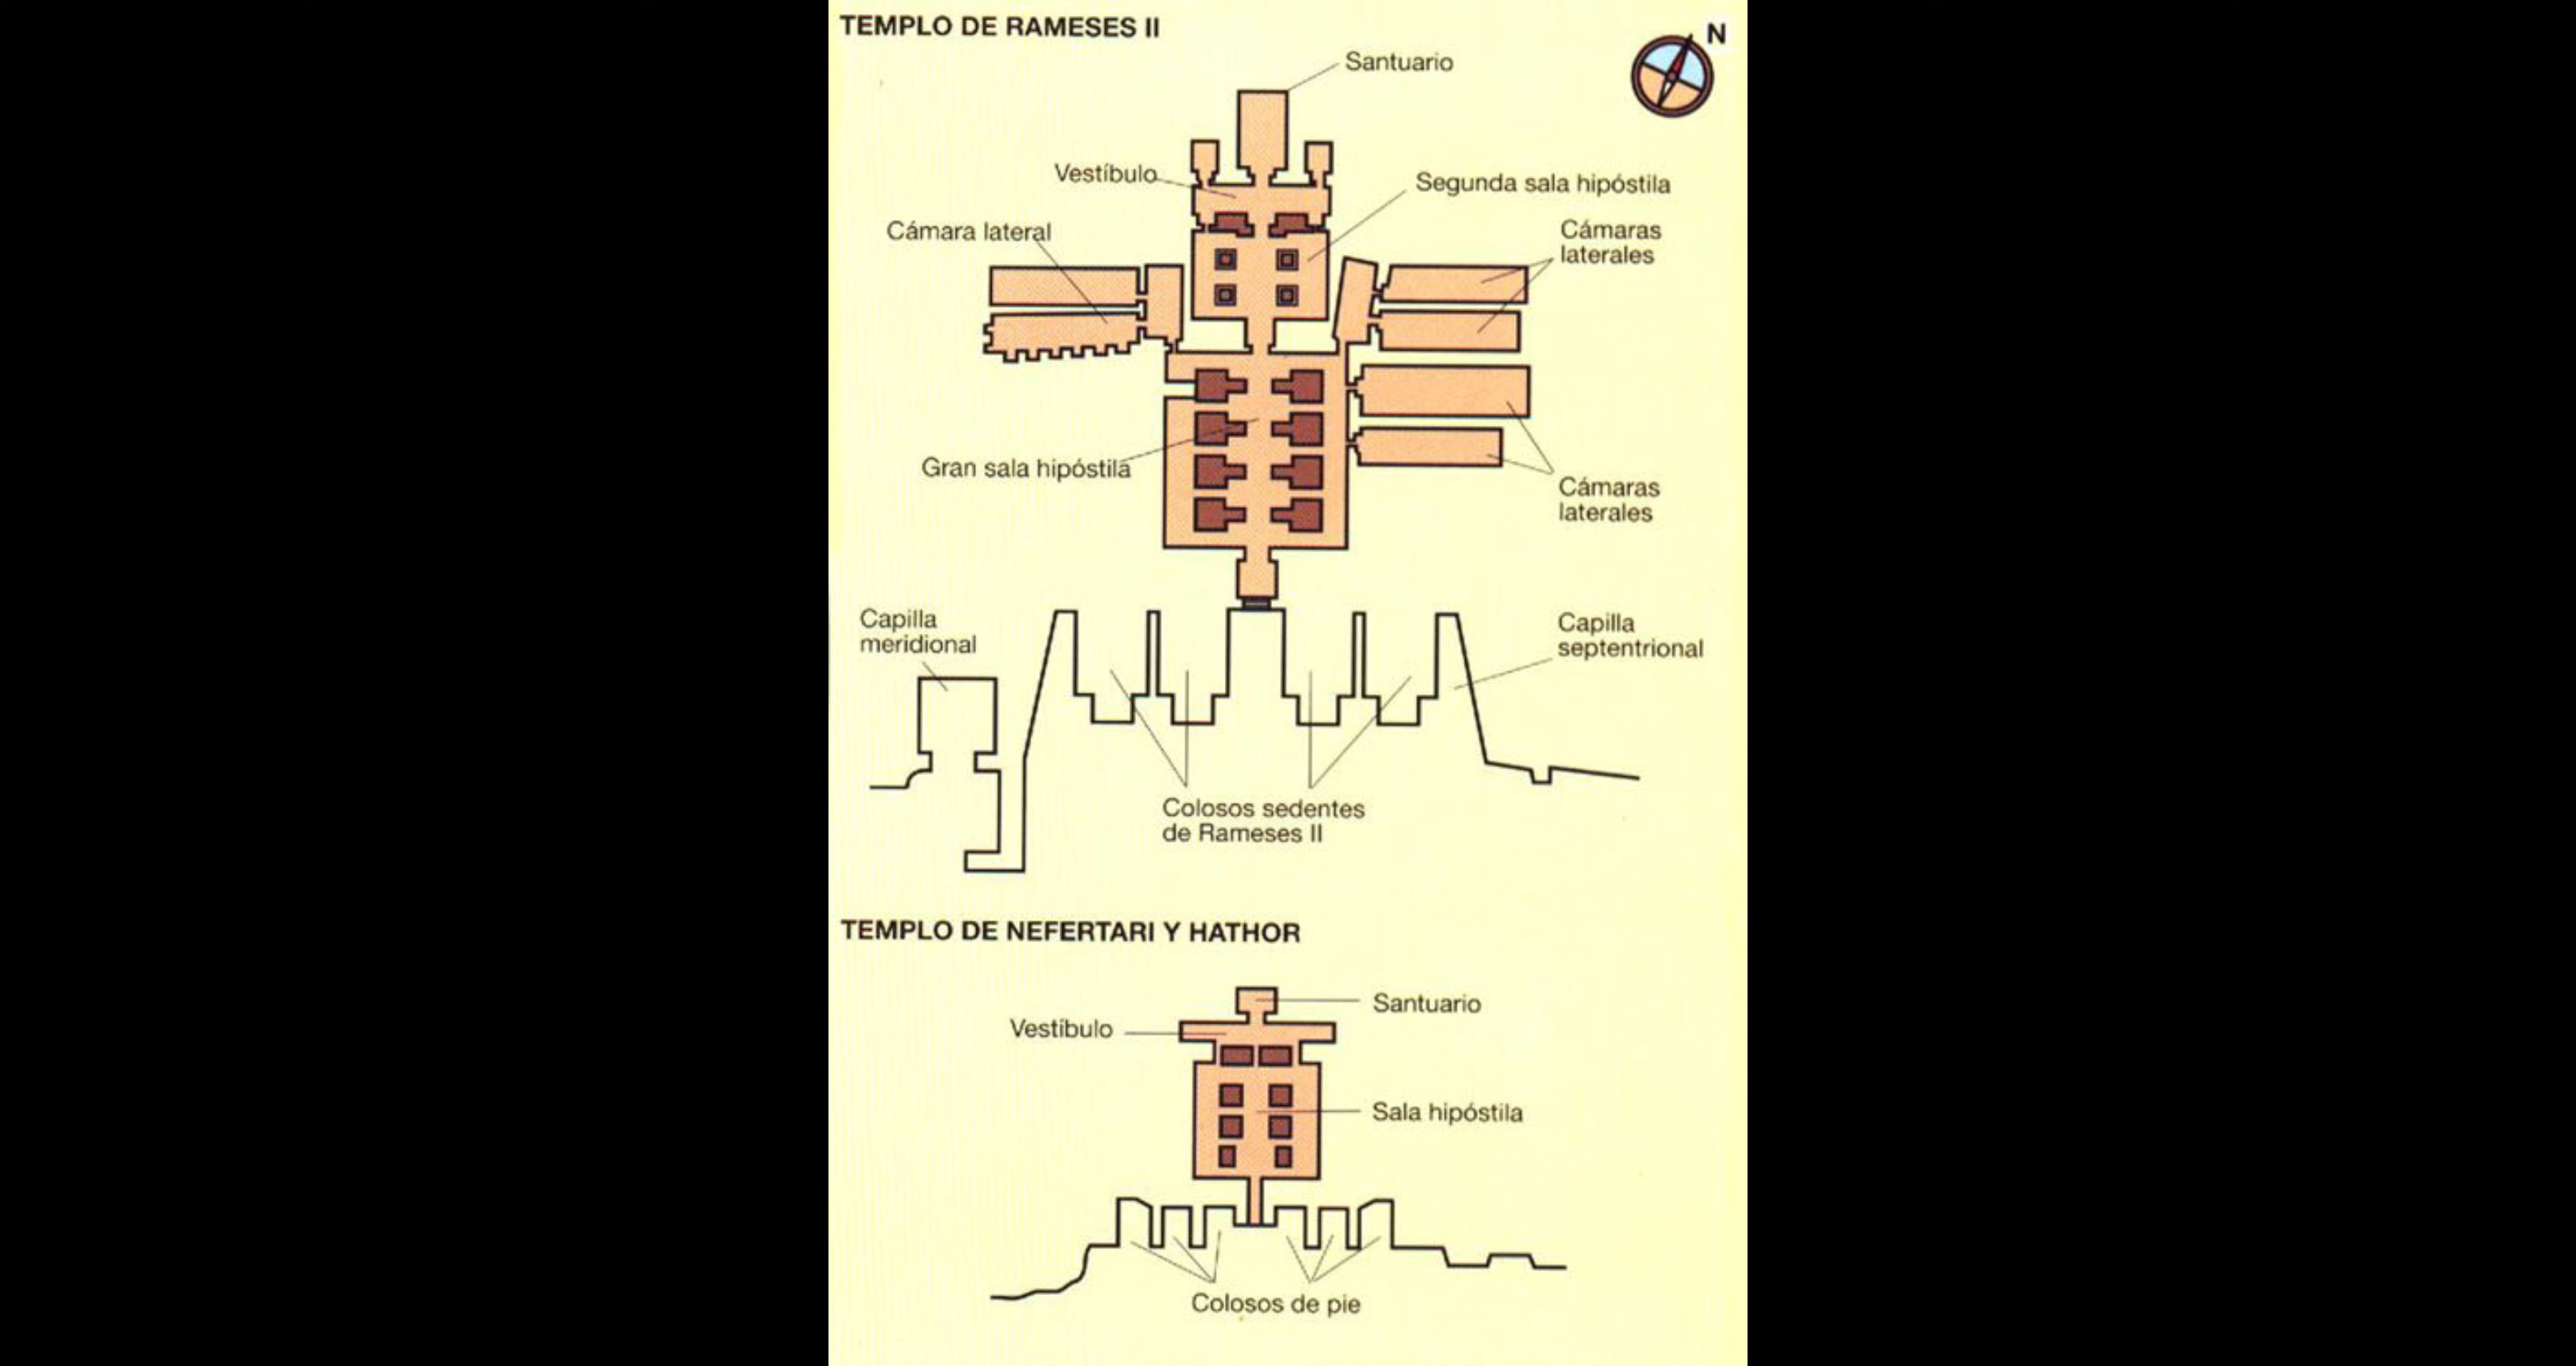 TEMPLO DE RAMESES II
N
Santuario
Vestíbulo
Segunda sala hipóstila
Cámara lateral
Cámaras
laterales
Gran sala hipóstila
Cámaras
laterales
Capilla
meridional
Capilla
septentrional
Colosos sedentes
de Rameses II
TEMPLO DE NEFERTARI Y HATHOR
Santuario
Vestíbulo
Sala hipóstila
Colosos de pie